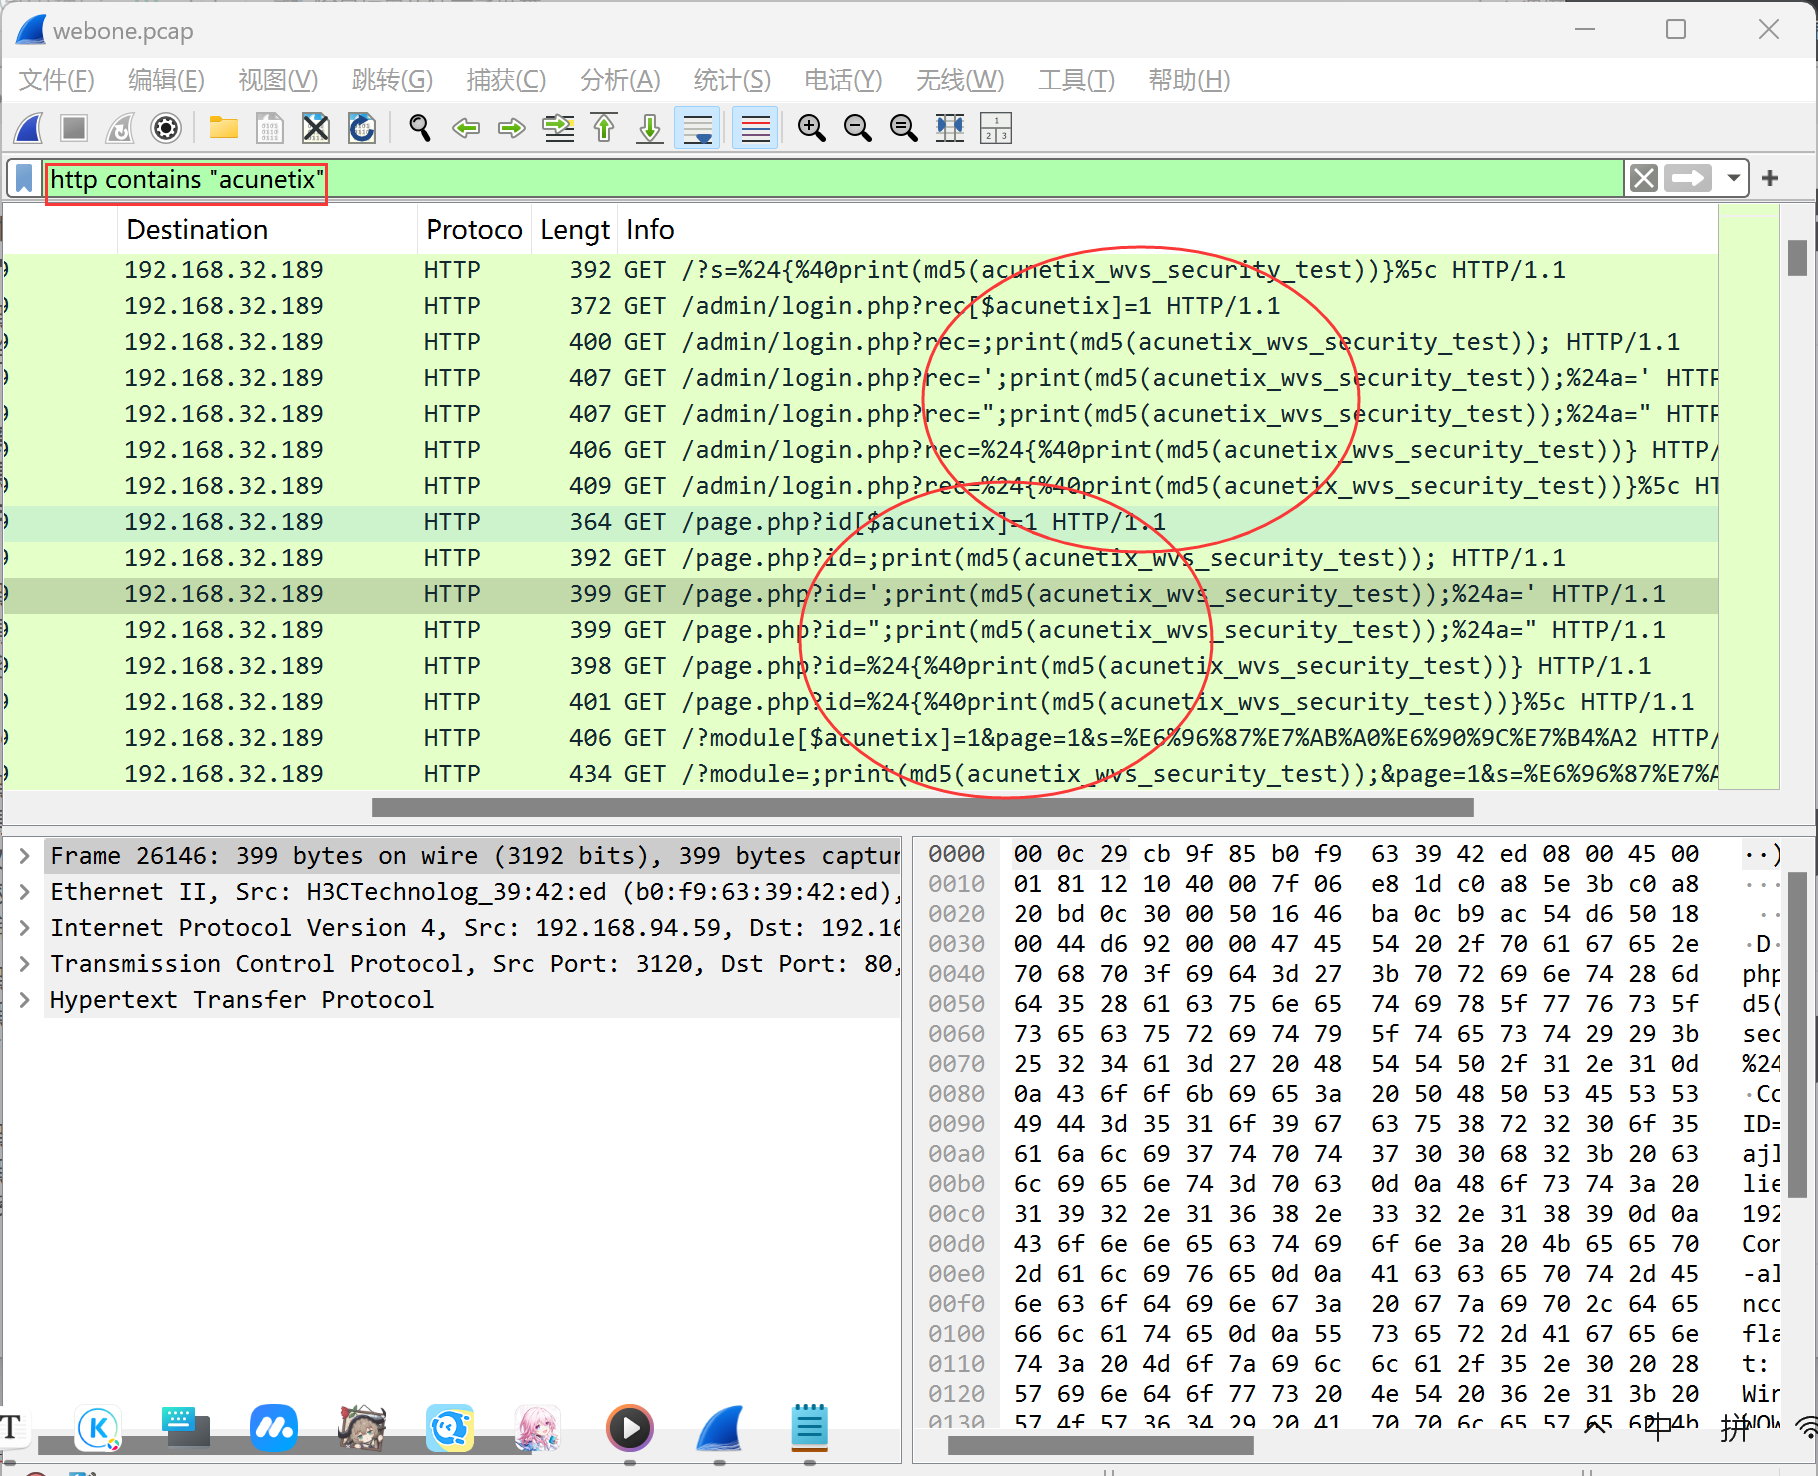 webone.pcap
文件(F) 编辑(E) 视图(V) 跳转(G) 捕获(C) 分析(A) 统计(S) 电话(Y) 无线(W) 工具(T) 帮助(H)
http contains "acunetix"
Destination Protoco Lengt Info
192.168.32.189 HTTP 392 GET /?s=%24{%40print(md5(acunetix_wvs_security_test))}%5c HTTP/1.1
192.168.32.189 HTTP 372 GET /admin/login.php?rec[$acunetix]=1 HTTP/1.1
192.168.32.189 HTTP 400 GET /admin/login.php?rec=;print(md5(acunetix_wvs_security_test)); HTTP/1.1
192.168.32.189 HTTP 407 GET /admin/login.php?rec=';print(md5(acunetix_wvs_security_test));%24a=' HTTP
192.168.32.189 HTTP 407 GET /admin/login.php?rec=";print(md5(acunetix_wvs_security_test));%24a=" HTTP
192.168.32.189 HTTP 406 GET /admin/login.php?rec=%24{%40print(md5(acunetix_wvs_security_test))} HTTP/
192.168.32.189 HTTP 409 GET /admin/login.php?rec=%24{%40print(md5(acunetix_wvs_security_test))}%5c HT
192.168.32.189 HTTP 364 GET /page.php?id[$acunetix]=1 HTTP/1.1
192.168.32.189 HTTP 392 GET /page.php?id=;print(md5(acunetix_wvs_security_test)); HTTP/1.1
192.168.32.189 HTTP 399 GET /page.php?id=';print(md5(acunetix_wvs_security_test));%24a=' HTTP/1.1
192.168.32.189 HTTP 399 GET /page.php?id=";print(md5(acunetix_wvs_security_test));%24a=" HTTP/1.1
192.168.32.189 HTTP 398 GET /page.php?id=%24{%40print(md5(acunetix_wvs_security_test))} HTTP/1.1
192.168.32.189 HTTP 401 GET /page.php?id=%24{%40print(md5(acunetix_wvs_security_test))}%5c HTTP/1.1
192.168.32.189 HTTP 406 GET /?module[$acunetix]=1&page=1&s=%E6%96%87%E7%AB%A0%E6%90%9C%E7%B4%A2 HTTP/
192.168.32.189 HTTP 434 GET /?module=;print(md5(acunetix_wvs_security_test));&page=1&s=%E6%96%87%E7%A
Frame 26146: 399 bytes on wire (3192 bits), 399 bytes captur
Ethernet II, Src: H3CTechnolog_39:42:ed (b0:f9:63:39:42:ed),
Internet Protocol Version 4, Src: 192.168.94.59, Dst: 192.16
Transmission Control Protocol, Src Port: 3120, Dst Port: 80,
Hypertext Transfer Protocol
0000 00 0c 29 cb 9f 85 b0 f9 63 39 42 ed 08 00 45 00 ··)
0010 01 81 12 10 40 00 7f 06 e8 1d c0 a8 5e 3b c0 a8 ···
0020 20 bd 0c 30 00 50 16 46 ba 0c b9 ac 54 d6 50 18 ··
0030 00 44 d6 92 00 00 47 45 54 20 2f 70 61 67 65 2e ·D·
0040 70 68 70 3f 69 64 3d 27 3b 70 72 69 6e 74 28 6d php
0050 64 35 28 61 63 75 6e 65 74 69 78 5f 77 76 73 5f d5(
0060 73 65 63 75 72 69 74 79 5f 74 65 73 74 29 29 3b sec
0070 25 32 34 61 3d 27 20 48 54 54 50 2f 31 2e 31 0d %24
0080 0a 43 6f 6f 6b 69 65 3a 20 50 48 50 53 45 53 53 ·Co
0090 49 44 3d 35 31 6f 39 67 63 75 38 72 32 30 6f 35 ID=
00a0 61 6a 6c 69 37 74 70 74 37 30 30 68 32 3b 20 63 ajl
00b0 6c 69 65 6e 74 3d 70 63 0d 0a 48 6f 73 74 3a 20 lie
00c0 31 39 32 2e 31 36 38 2e 33 32 2e 31 38 39 0d 0a 192
00d0 43 6f 6e 6e 65 63 74 69 6f 6e 3a 20 4b 65 65 70 Con
00e0 2d 61 6c 69 76 65 0d 0a 41 63 63 65 70 74 2d 45 -al
00f0 6e 63 6f 64 69 6e 67 3a 20 67 7a 69 70 2c 64 65 nco
0100 66 6c 61 74 65 0d 0a 55 73 65 72 2d 41 67 65 6e fla
0110 74 3a 20 4d 6f 7a 69 6c 6c 61 2f 35 2e 30 20 28 t:
0120 57 69 6e 64 6f 77 73 20 4e 54 20 36 2e 31 3b 20 Win
0130 57 4f 57 36 34 29 20 41 70 70 6c 65 57 65 62 4b WOW
中 拼